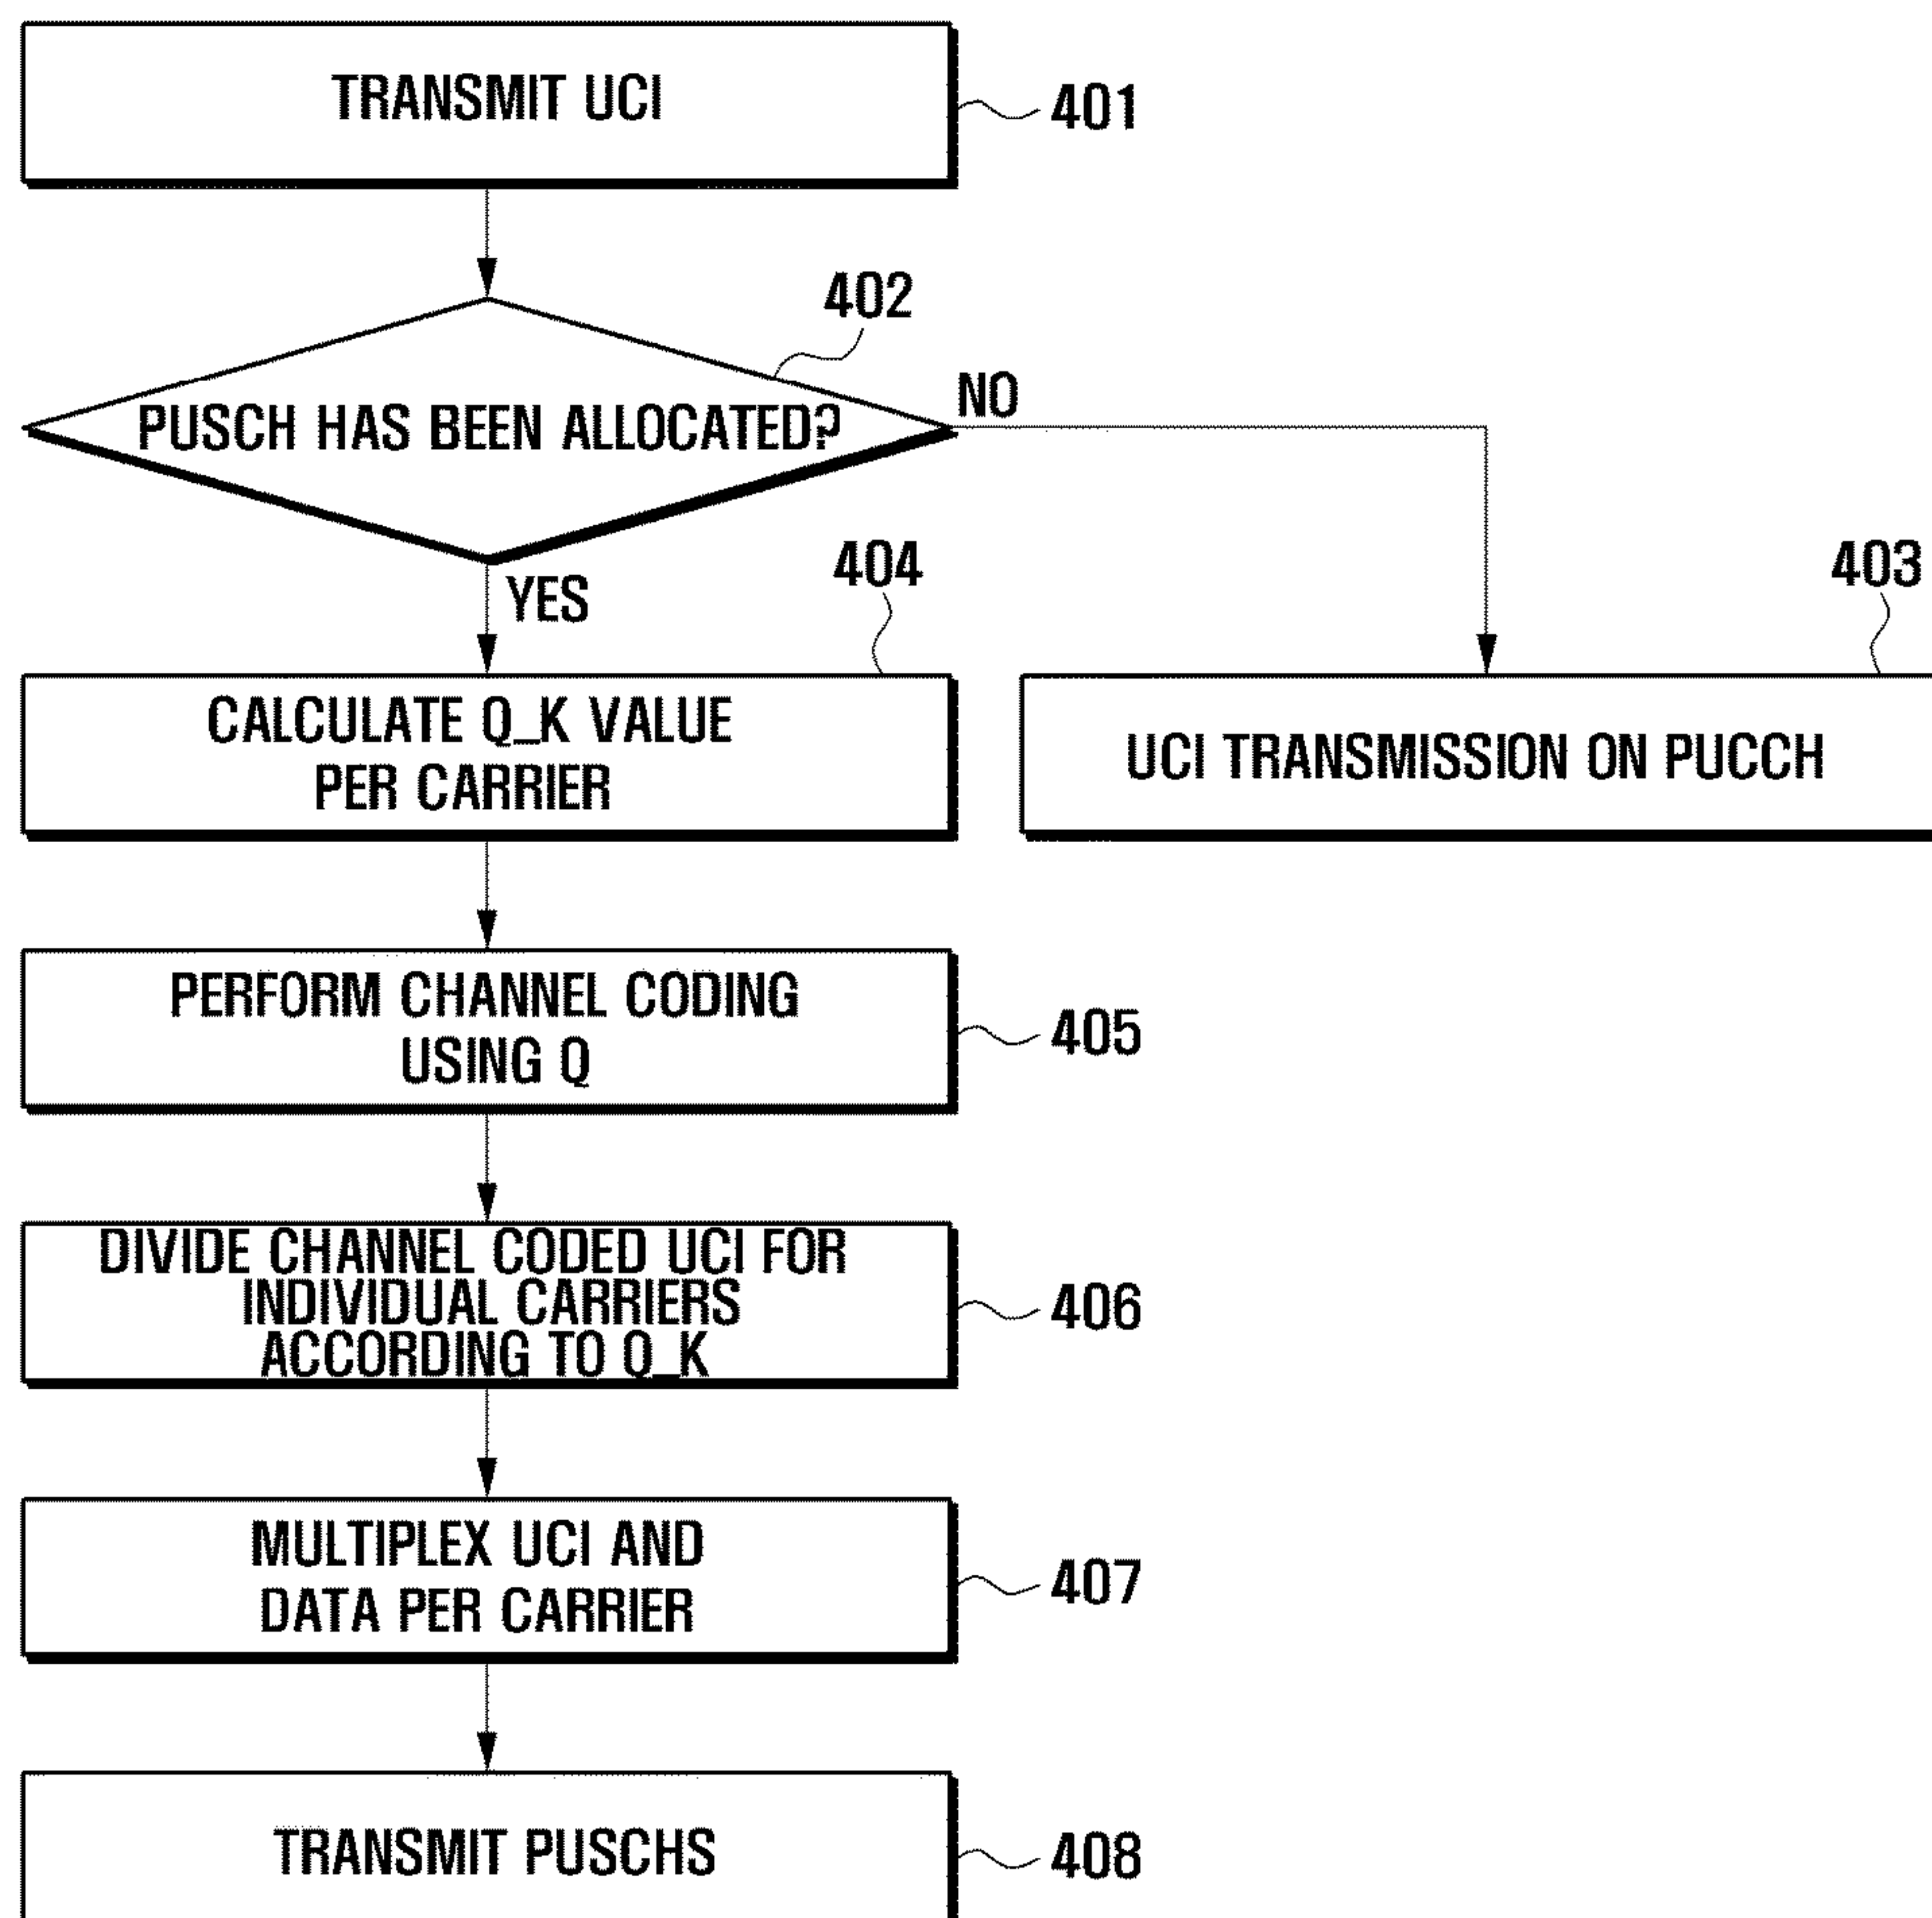 TRANSMIT UCI
401
402
PUSCH HAS BEEN ALLOCATED?
NO
YES
404
403
CALCULATE Q_K VALUE
PER CARRIER
UCI TRANSMISSION ON PUCCH
PERFORM CHANNEL CODING
USING Q
405
DIVIDE CHANNEL CODED UCI FOR
INDIVIDUAL CARRIERS
ACCORDING TO Q_K
406
MULTIPLEX UCI AND
DATA PER CARRIER
407
TRANSMIT PUSCHS
408